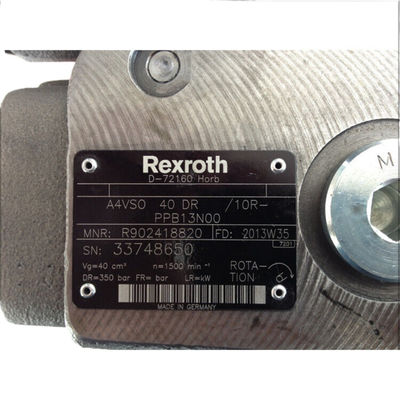 Rexroth
D-72160 Horb
A4VSO 40 DR /10R-
PPB13N00
MNR: R902418820 FD: 2013W35
SN: 33748650 7201
Vg=40 cm³ n=1500 min⁻¹ ROTA-
DR=350 bar FR= bar LR=kW TION
MADE IN GERMANY
M